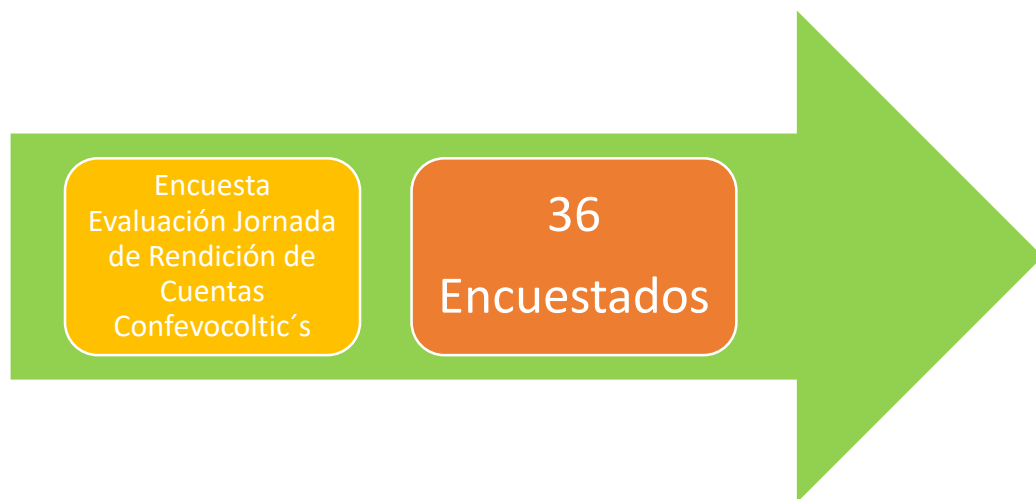 Encuesta
Evaluación Jornada
de Rendición de
Cuentas
Confevocoltic´s
36
Encuestados